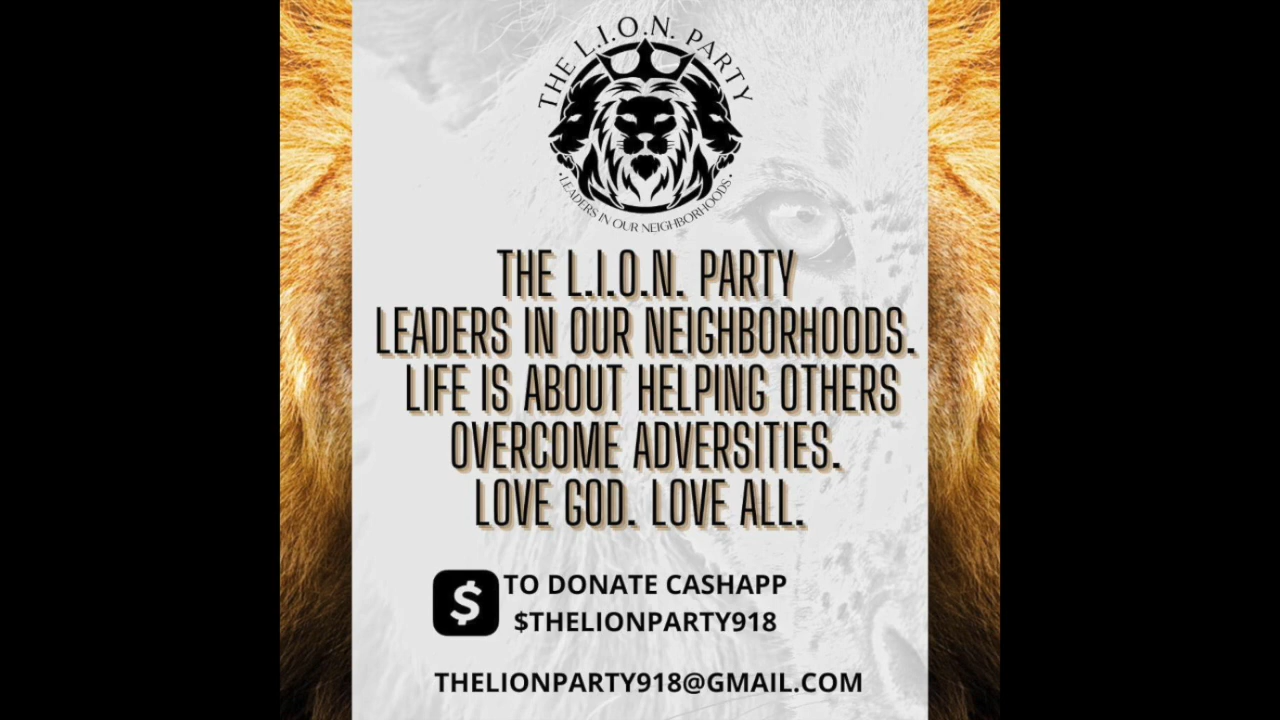 THE L.I.O.N. PARTY
•LEADERS IN OUR NEIGHBORHOODS•
THE L.I.O.N. PARTY
LEADERS IN OUR NEIGHBORHOODS.
LIFE IS ABOUT HELPING OTHERS
OVERCOME ADVERSITIES.
LOVE GOD. LOVE ALL.
$ TO DONATE CASHAPP
$THELIONPARTY918
THELIONPARTY918@GMAIL.COM